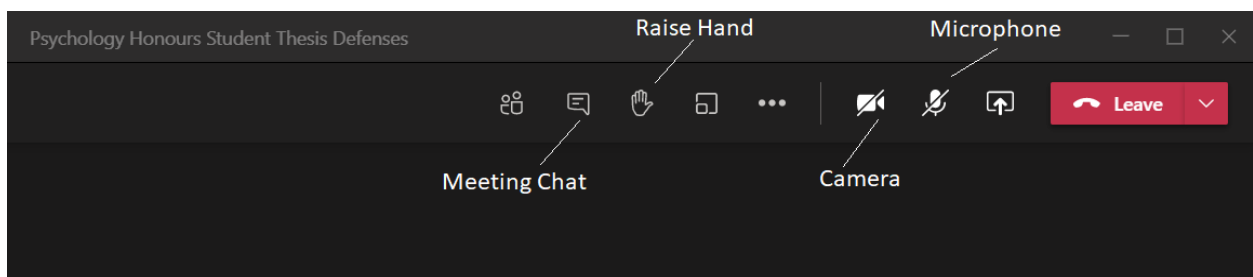 Psychology Honours Student Thesis Defenses
Raise Hand
Microphone
Leave
Meeting Chat
Camera